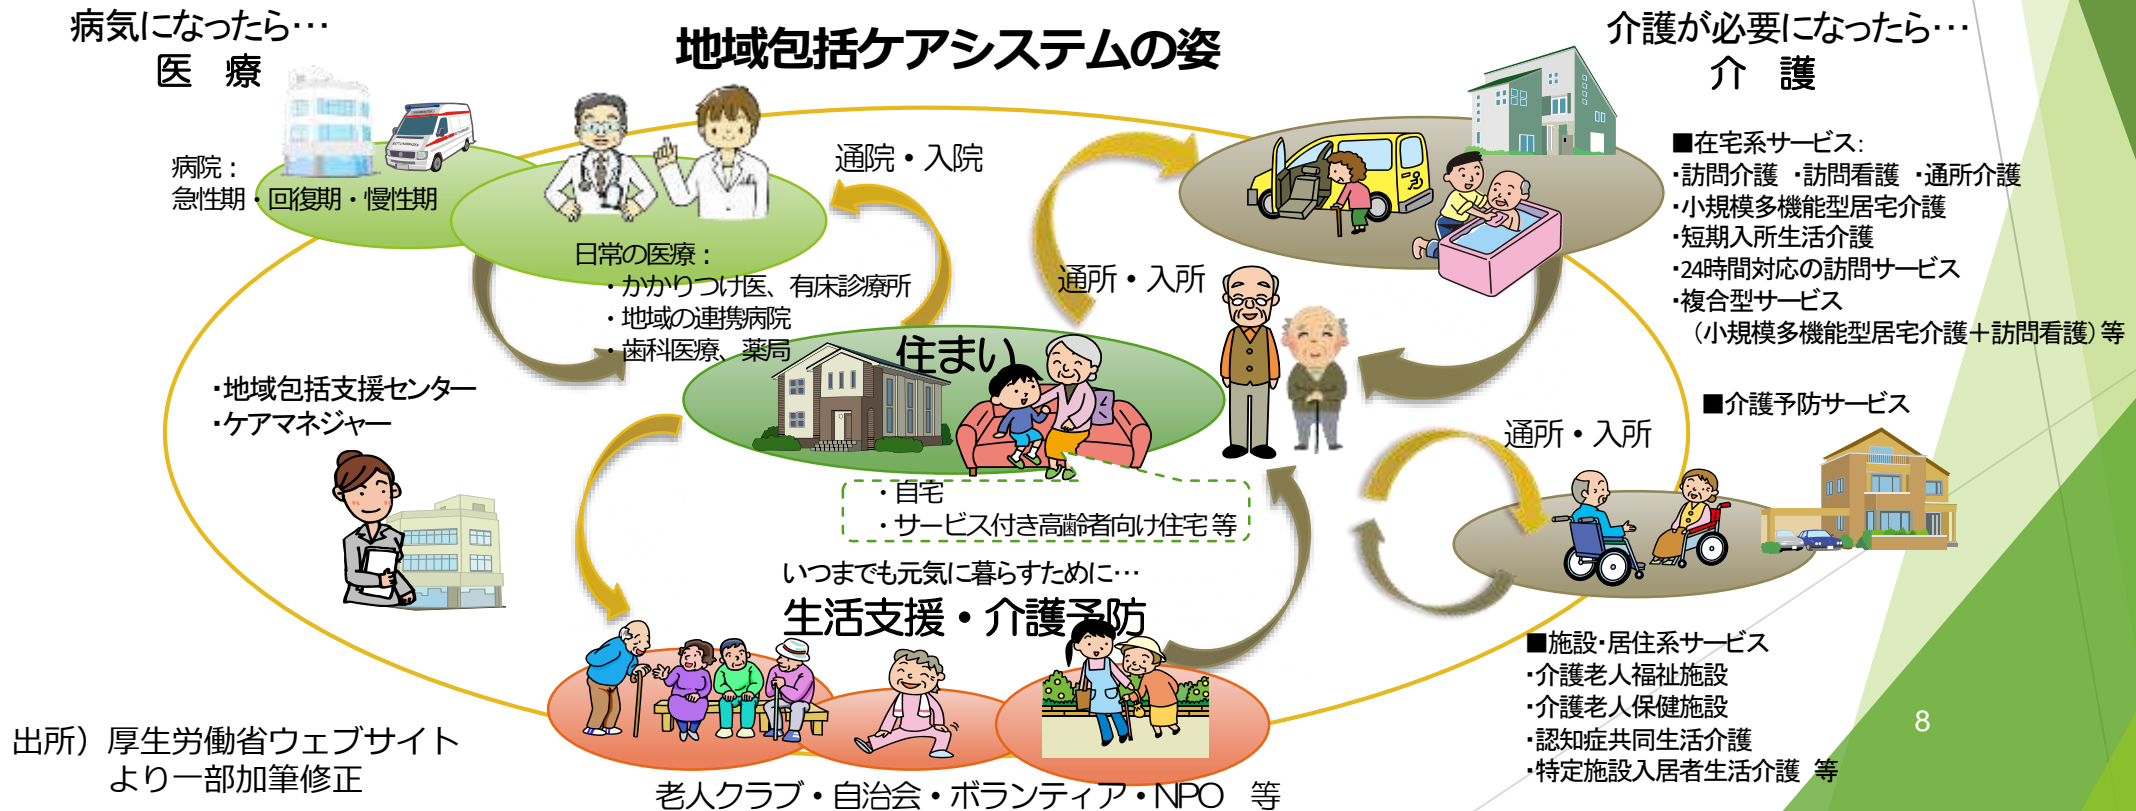 地域包括ケアシステムの姿
病気になったら…
医 療
病院：
急性期・回復期・慢性期
日常の医療：
・かかりつけ医、有床診療所
・地域の連携病院
・歯科医療、薬局
通院・入院
通所・入所
介護が必要になったら…
介 護
■在宅系サービス:
・訪問介護 ・訪問看護 ・通所介護
・小規模多機能型居宅介護
・短期入所生活介護
・24時間対応の訪問サービス
・複合型サービス
（小規模多機能型居宅介護＋訪問看護）等
■介護予防サービス
通所・入所
住まい
・自宅
・サービス付き高齢者向け住宅 等
・地域包括支援センター
・ケアマネジャー
いつまでも元気に暮らすために…
生活支援・介護予防
■施設・居住系サービス
・介護老人福祉施設
・介護老人保健施設
・認知症共同生活介護
・特定施設入居者生活介護 等
老人クラブ・自治会・ボランティア・NPO 等
出所）厚生労働省ウェブサイト
より一部加筆修正
8